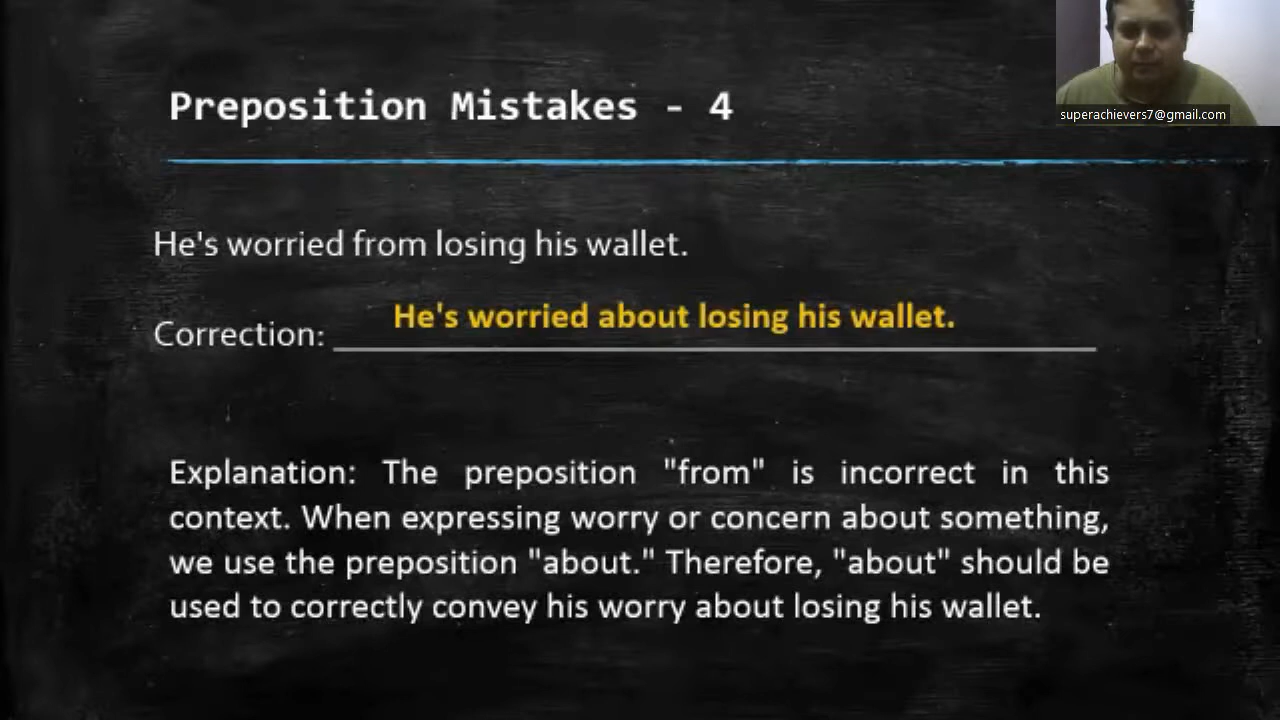 superachievers7@gmail.com
Preposition Mistakes - 4
He's worried from losing his wallet.
He's worried about losing his wallet.
Correction:
Explanation: The preposition "from" is incorrect in this
context. When expressing worry or concern about something,
we use the preposition "about." Therefore, "about" should be
used to correctly convey his worry about losing his wallet.